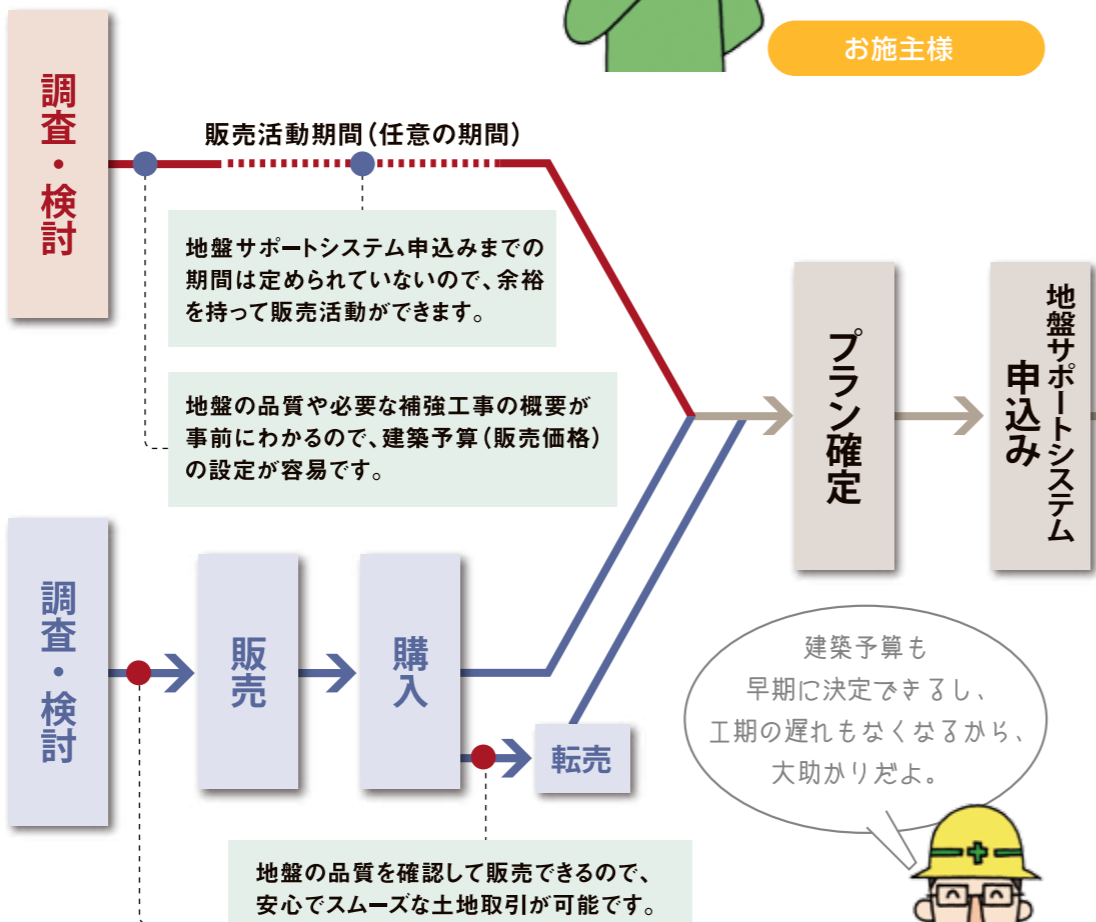 お施主様
調査・検討
販売活動期間(任意の期間)
地盤サポートシステム申込みまでの
期間は定められていないので、余裕
を持って販売活動ができます。
地盤の品質や必要な補強工事の概要が
事前にわかるので、建築予算(販売価格)
の設定が容易です。
プラン確定
地盤サポートシステム
申込み
調査・検討
販売
購入
転売
建築予算も
早期に決定できるし、
工期の遅れもなくなるから、
大助かりだよ。
地盤の品質を確認して販売できるので、
安心でスムーズな土地取引が可能です。